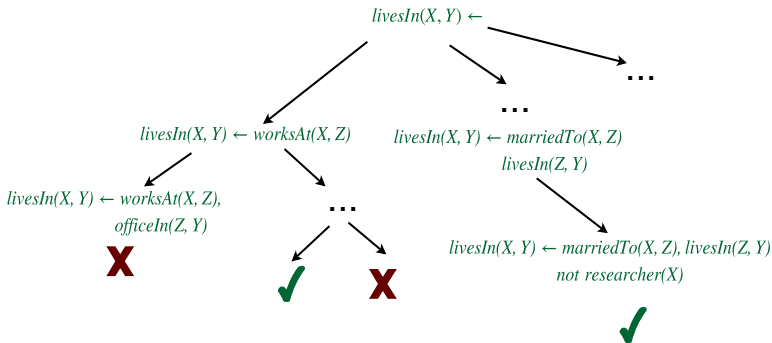 livesIn(X, Y) ←
...
...
livesIn(X, Y) ← worksAt(X, Z)
livesIn(X, Y) ← marriedTo(X, Z)
livesIn(Z, Y)
livesIn(X, Y) ← worksAt(X, Z),
officeIn(Z, Y)
...
livesIn(X, Y) ← marriedTo(X, Z), livesIn(Z, Y)
not researcher(X)